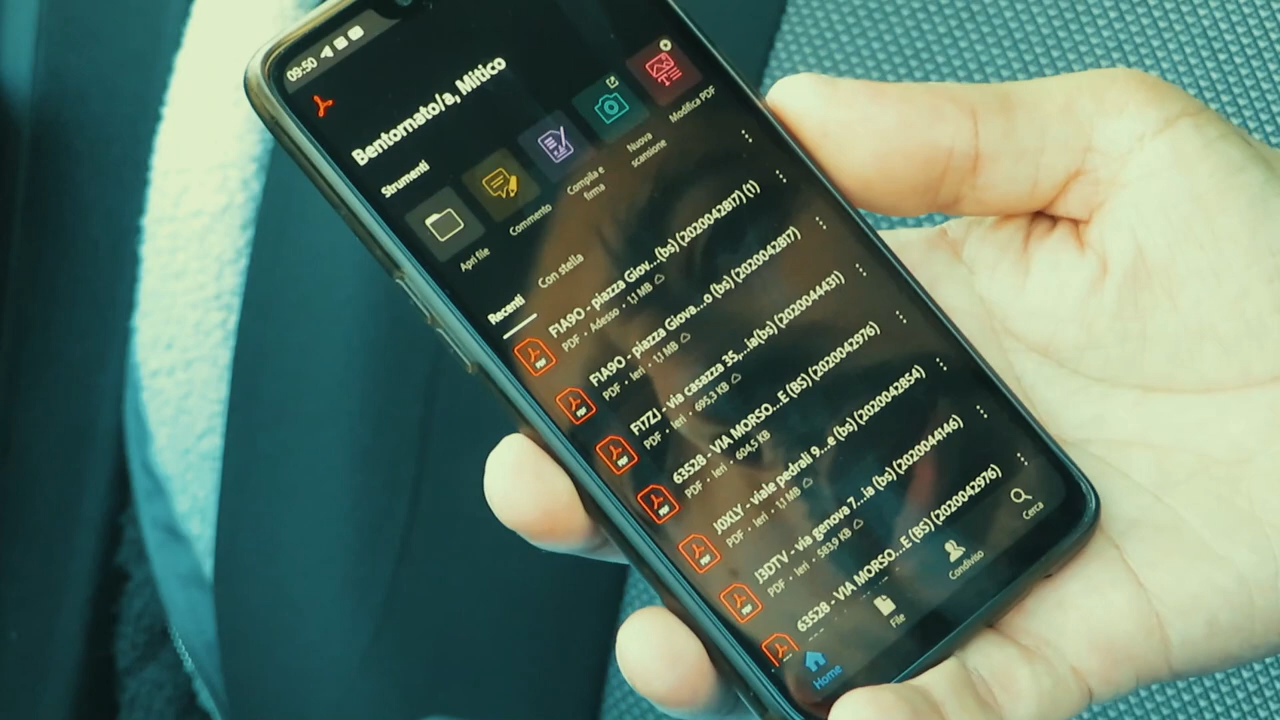 09:50
Bentornato/a, Mitico
Strumenti
Apri file
Commento
Compila e
firma
Nuova
scansione
Modifica PDF
Recenti
Con stella
F1A9O - piazza Giov...(bs) (2020042817) (1)
PDF • Adesso • 1,1 MB
F1A9O - piazza Giova...o (bs) (2020042817)
PDF • Ieri • 1,1 MB
F17ZJ - via casazza 35,...ia(bs) (2020044431)
PDF • Ieri • 695,3 KB
63528 - VIA MORSO...E (BS) (2020042976)
PDF • Ieri • 604,5 KB
J0XLY - viale pedrali 9...e (bs) (2020042854)
PDF • Ieri • 1,1 MB
J3DTV - via genova 7...ia (bs) (2020044146)
PDF • Ieri • 583,9 KB
63528 - VIA MORSO...E (BS) (2020042976)
Home
File
Condiviso
Cerca